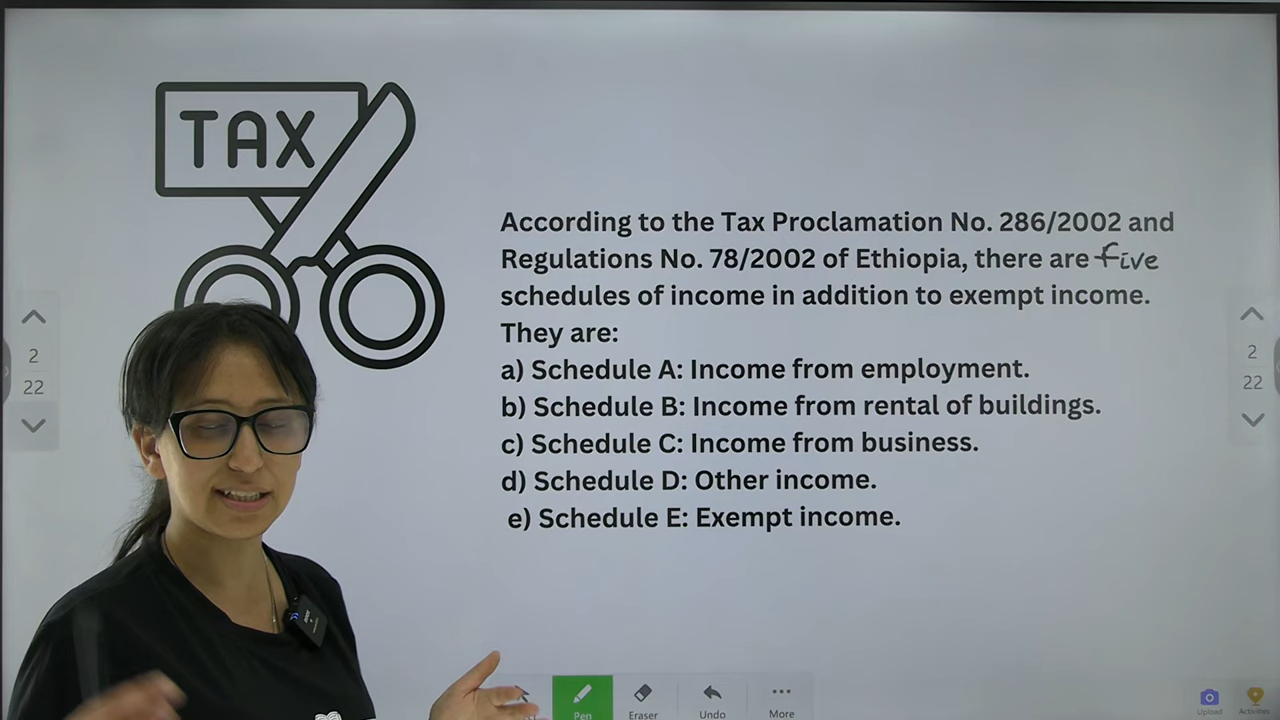 TAX
According to the Tax Proclamation No. 286/2002 and
Regulations No. 78/2002 of Ethiopia, there are five
schedules of income in addition to exempt income.
They are:
a) Schedule A: Income from employment.
b) Schedule B: Income from rental of buildings.
c) Schedule C: Income from business.
d) Schedule D: Other income.
e) Schedule E: Exempt income.
2
22
2
22
Pen
Eraser
Undo
More
Upload
Activities